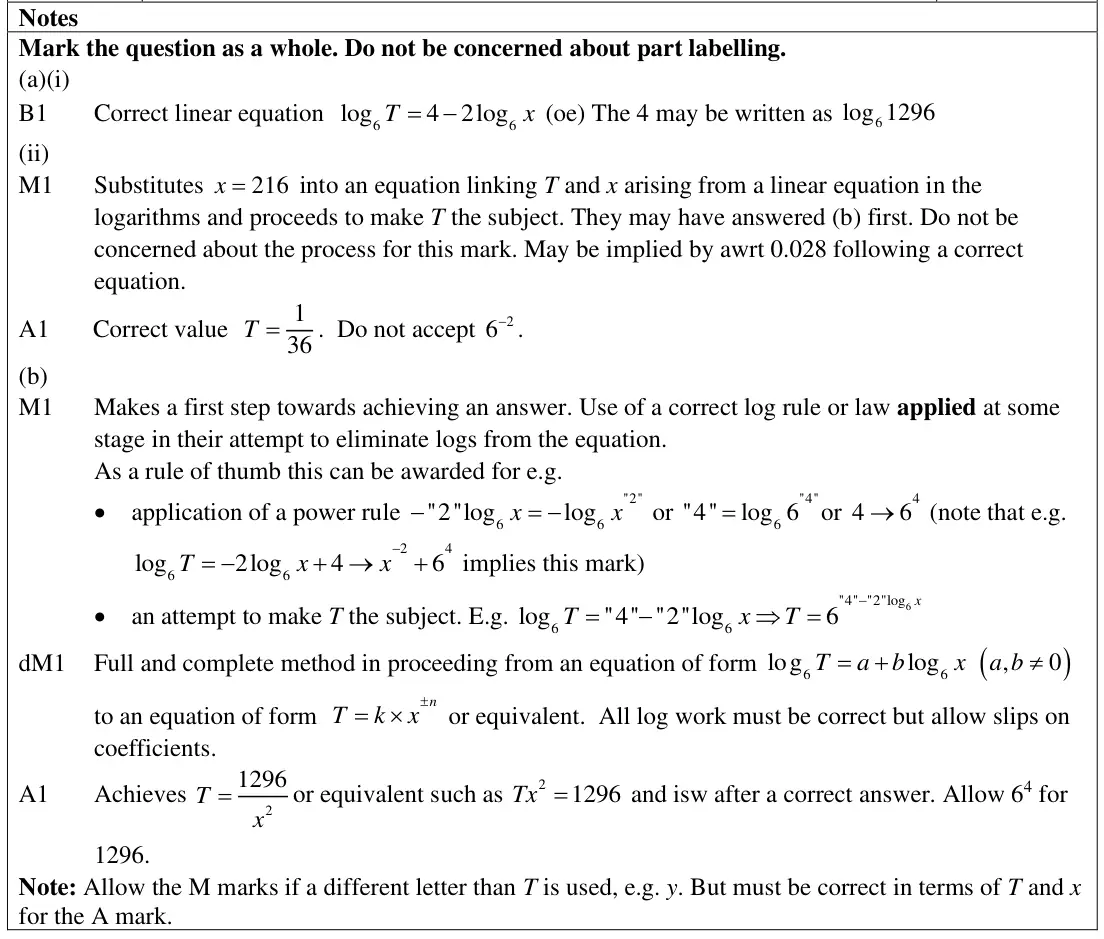 Notes
Mark the question as a whole. Do not be concerned about part labelling.
(a)(i)
B1 Correct linear equation log₆ T = 4 − 2log₆ x (oe) The 4 may be written as log₆ 1296
(ii)
M1 Substitutes x = 216 into an equation linking T and x arising from a linear equation in the
logarithms and proceeds to make T the subject. They may have answered (b) first. Do not be
concerned about the process for this mark. May be implied by awrt 0.028 following a correct
equation.
A1 Correct value T = 1/36. Do not accept 6⁻².
(b)
M1 Makes a first step towards achieving an answer. Use of a correct log rule or law applied at some
stage in their attempt to eliminate logs from the equation.
As a rule of thumb this can be awarded for e.g.
• application of a power rule −"2"log₆ x = −log₆ x^"2" or "4" = log₆ 6^"4" or 4 → 6⁴ (note that e.g.
log₆ T = −2log₆ x + 4 → x⁻² + 6⁴ implies this mark)
• an attempt to make T the subject. E.g. log₆ T = "4"−"2"log₆ x ⇒ T = 6^("4"−"2"log₆ x)
dM1 Full and complete method in proceeding from an equation of form log₆ T = a + b log₆ x (a, b ≠ 0)
to an equation of form T = k × x^(±n) or equivalent. All log work must be correct but allow slips on
coefficients.
A1 Achieves T = 1296/x² or equivalent such as Tx² = 1296 and isw after a correct answer. Allow 6⁴ for
1296.
Note: Allow the M marks if a different letter than T is used, e.g. y. But must be correct in terms of T and x
for the A mark.